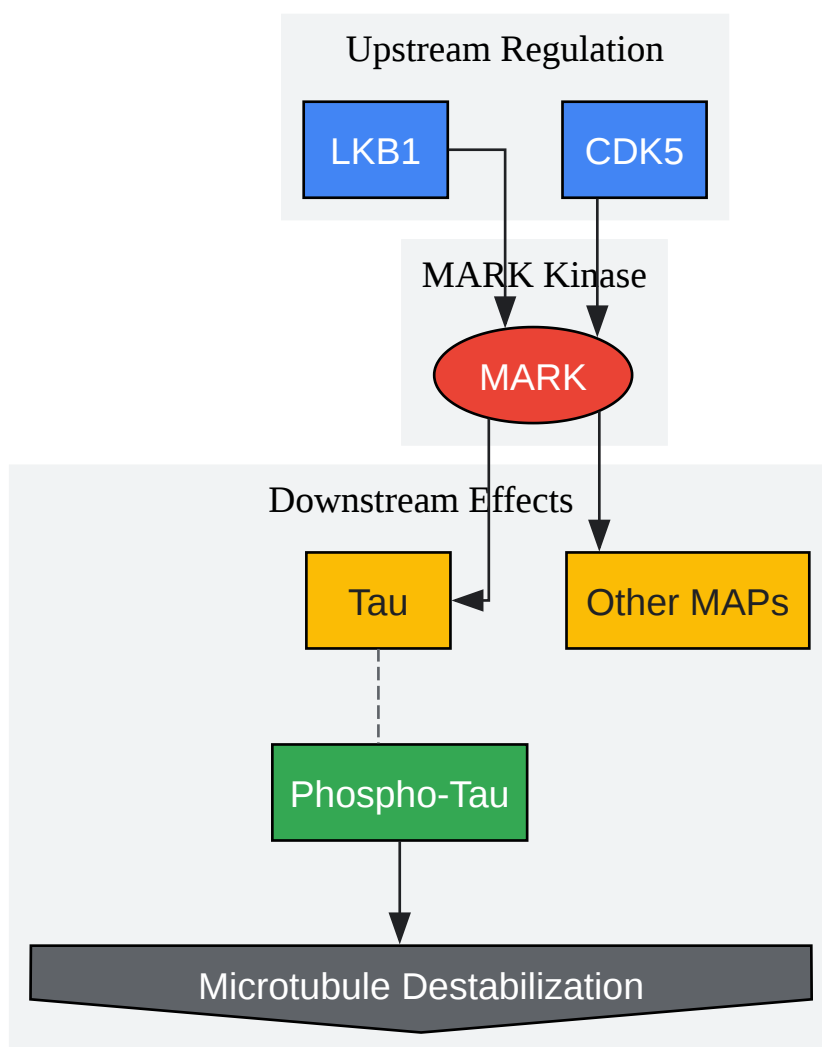 Upstream Regulation
LKB1
CDK5
MARK Kinase
MARK
Downstream Effects
Tau
Other MAPs
Phospho-Tau
Microtubule Destabilization